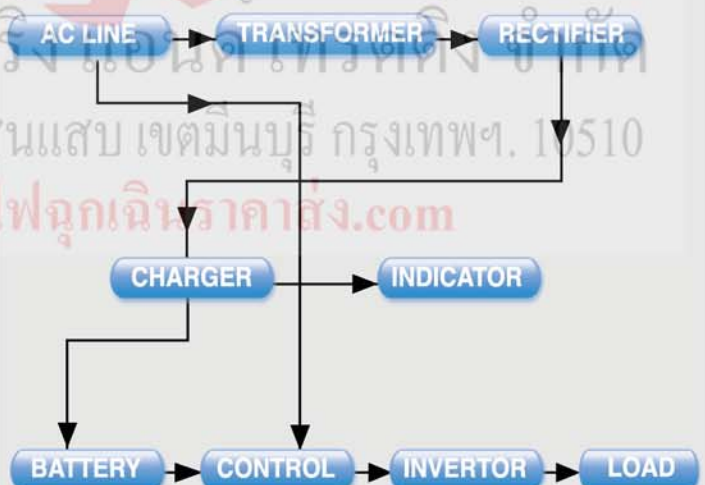 AC LINE TRANSFORMER RECTIFIER
แสบ เขตมีนบุรี กรุงเทพฯ. 10510
ไฟฉุกเฉินราคาส่ง.com
CHARGER INDICATOR
BATTERY CONTROL INVERTOR LOAD